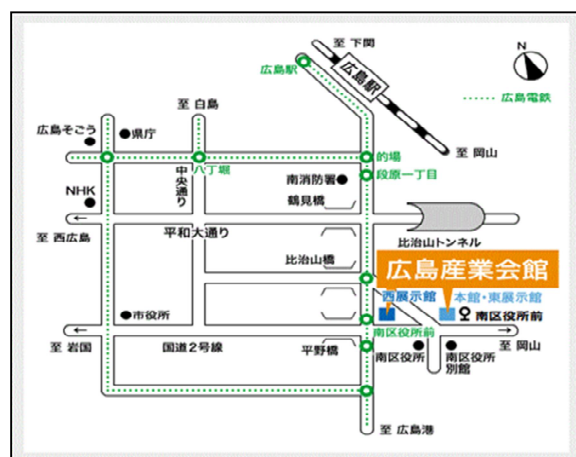 至 下関
N
広島駅
広島駅
広島電鉄
至 白島
広島そごう
県庁
至 岡山
八丁堀
的場
中央通り
南消防署
段原一丁目
NHK
鶴見橋
至 西広島
平和大通り
比治山トンネル
比治山橋
広島産業会館
西展示館
本館・東展示館
市役所
南区役所前
南区役所前
至 岩国
国道2号線
平野橋
南区役所
南区役所
別館
至 岡山
至 広島港